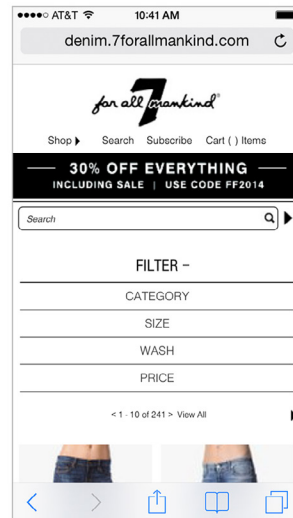 AT&T 10:41 AM
denim.7forallmankind.com
7
for all mankind®
Shop Search Subscribe Cart ( ) Items
30% OFF EVERYTHING
INCLUDING SALE | USE CODE FF2014
Search
FILTER –
CATEGORY
SIZE
WASH
PRICE
< 1 - 10 of 241 > View All